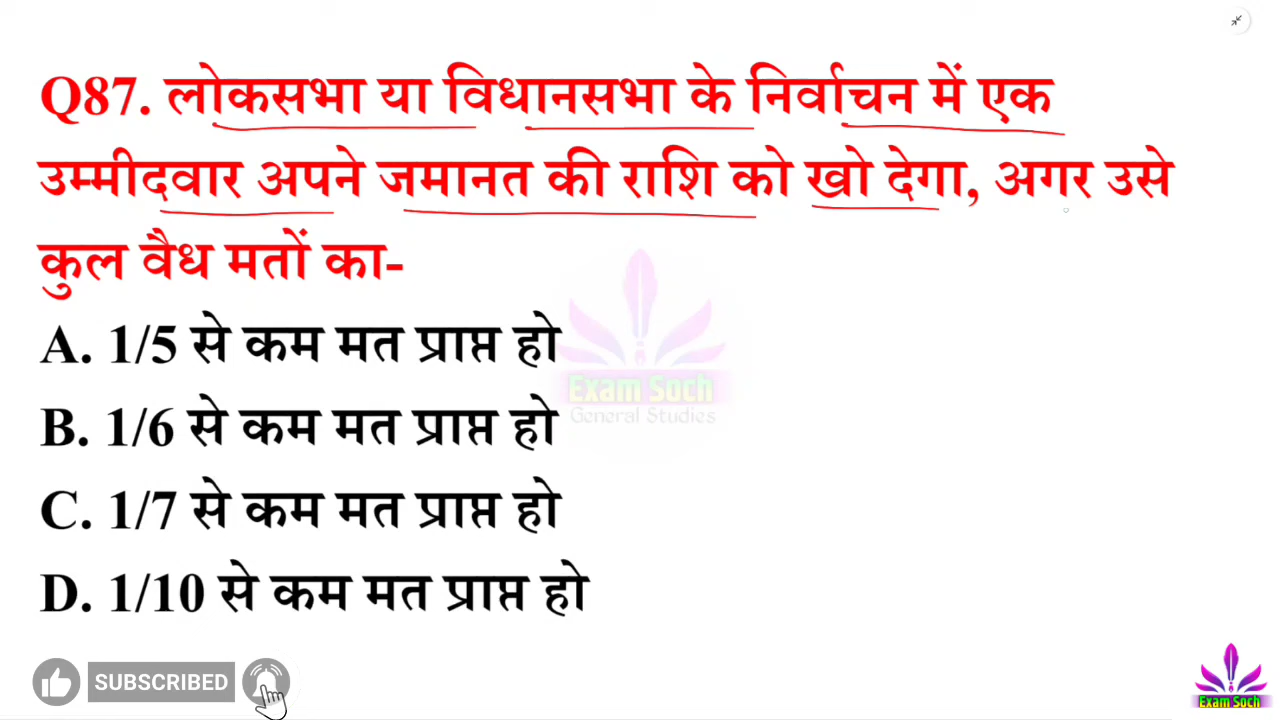 Q87. लोकसभा या विधानसभा के निर्वाचन में एक
उम्मीदवार अपने जमानत की राशि को खो देगा, अगर उसे
कुल वैध मतों का-
A. 1/5 से कम मत प्राप्त हो
B. 1/6 से कम मत प्राप्त हो
C. 1/7 से कम मत प्राप्त हो
D. 1/10 से कम मत प्राप्त हो
Exam Soch
General Studies
SUBSCRIBED
Exam Soch